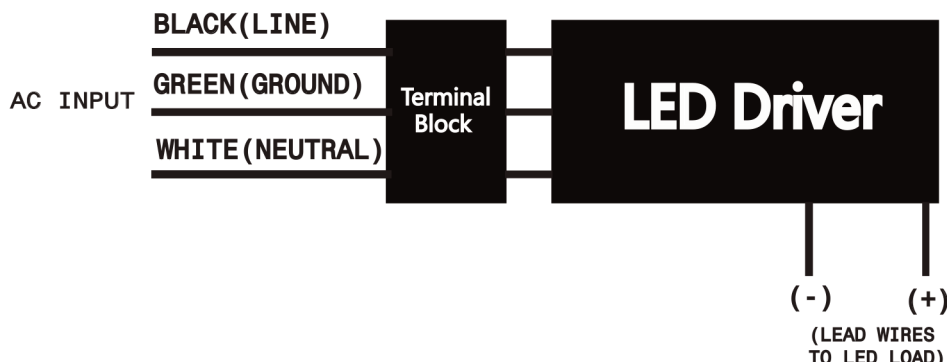 BLACK(LINE)
AC INPUT
GREEN(GROUND)
WHITE(NEUTRAL)
Terminal
Block
LED Driver
(-)
(+)
(LEAD WIRES
TO LED LOAD)